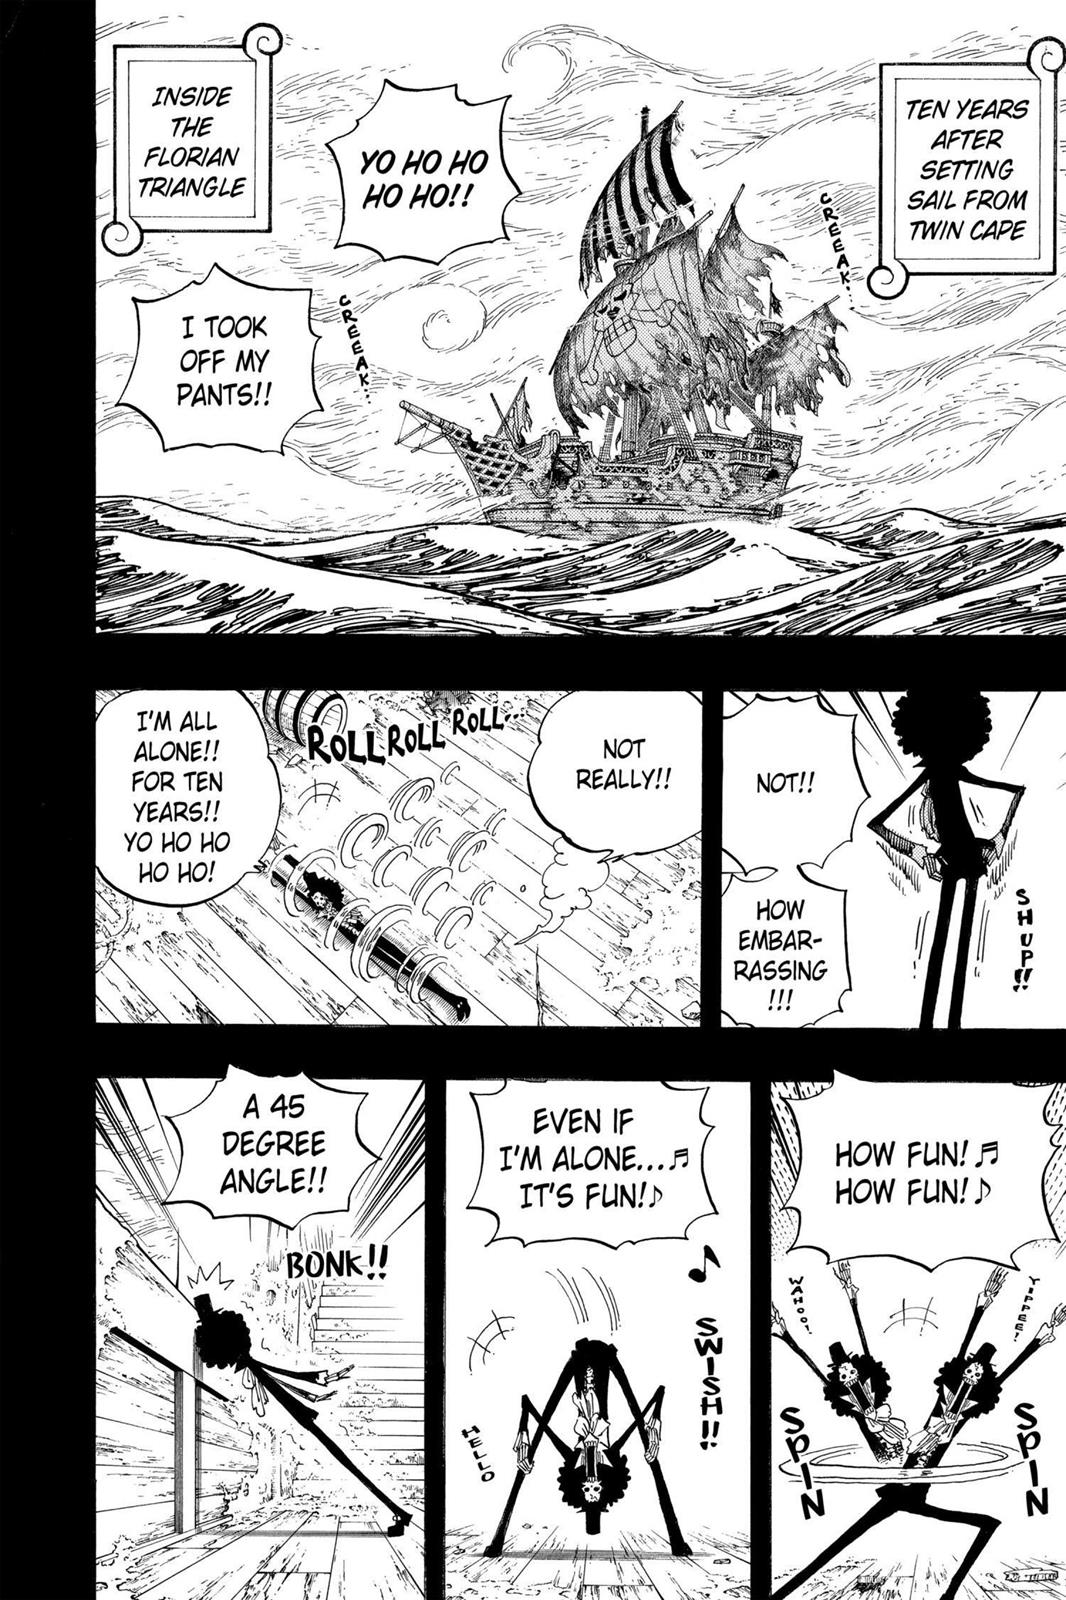 TEN YEARS
AFTER
SETTING
SAIL FROM
TWIN CAPE
CREEAK...
YO HO HO
HO HO!!
INSIDE
THE
FLORIAN
TRIANGLE
CREEAK...
I TOOK
OFF MY
PANTS!!
NOT!!
HOW
EMBAR-
RASSING
!!!
SHUP!!
NOT
REALLY!!
ROLL ROLL ROLL...
I'M ALL
ALONE!!
FOR TEN
YEARS!!
YO HO HO
HO HO!
HOW FUN!♬
HOW FUN!♪
YIPPEE!
WAHOO!
SPIN
SPIN
EVEN IF
I'M ALONE...♬
IT'S FUN!♪
♪
SWISH!!
HELLO
A 45
DEGREE
ANGLE!!
BONK!!